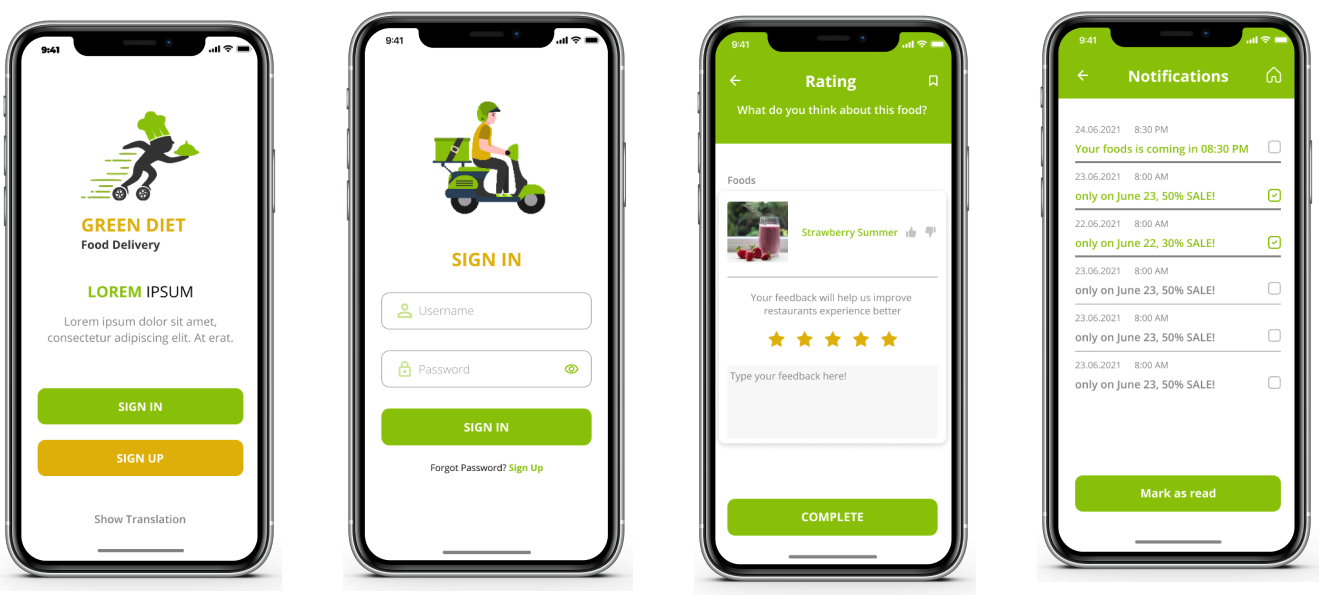 9:41
GREEN DIET
Food Delivery
LOREM IPSUM
Lorem ipsum dolor sit amet,
consectetur adipiscing elit. At erat.
SIGN IN
SIGN UP
Show Translation
9:41
SIGN IN
Username
Password
SIGN IN
Forgot Password? Sign Up
9:41
Rating
What do you think about this food?
Foods
Strawberry Summer
Your feedback will help us improve
restaurants experience better
Type your feedback here!
COMPLETE
9:41
Notifications
24.06.2021 8:30 PM
Your foods is coming in 08:30 PM
23.06.2021 8:00 AM
only on June 23, 50% SALE!
22.06.2021 8:00 AM
only on June 22, 30% SALE!
23.06.2021 8:00 AM
only on June 23, 50% SALE!
23.06.2021 8:00 AM
only on June 23, 50% SALE!
23.06.2021 8:00 AM
only on June 23, 50% SALE!
Mark as read